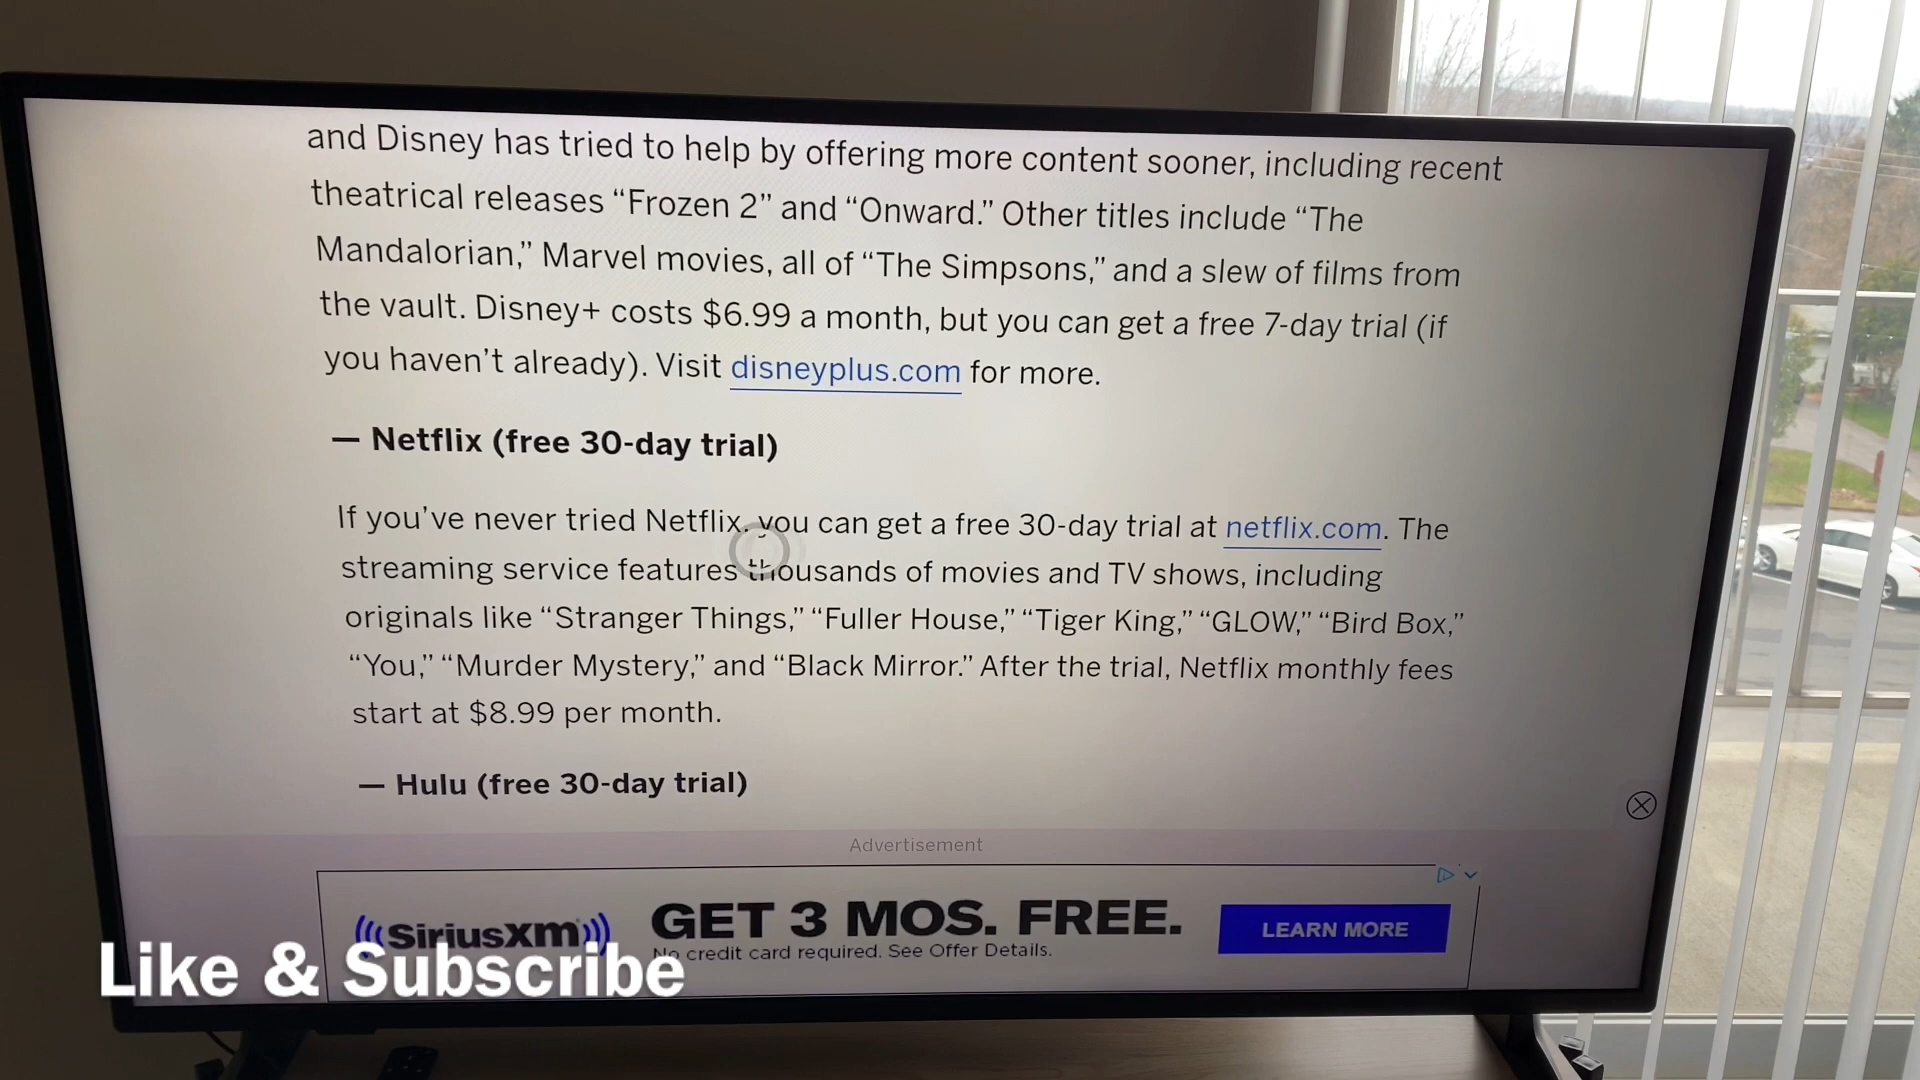 and Disney has tried to help by offering more content sooner, including recent
theatrical releases “Frozen 2” and “Onward.” Other titles include “The
Mandalorian,” Marvel movies, all of “The Simpsons,” and a slew of films from
the vault. Disney+ costs $6.99 a month, but you can get a free 7-day trial (if
you haven’t already). Visit disneyplus.com for more.
— Netflix (free 30-day trial)
If you’ve never tried Netflix, you can get a free 30-day trial at netflix.com. The
streaming service features thousands of movies and TV shows, including
originals like “Stranger Things,” “Fuller House,” “Tiger King,” “GLOW,” “Bird Box,”
“You,” “Murder Mystery,” and “Black Mirror.” After the trial, Netflix monthly fees
start at $8.99 per month.
— Hulu (free 30-day trial)
Advertisement
SiriusXM
GET 3 MOS. FREE.
No credit card required. See Offer Details.
LEARN MORE
Like & Subscribe